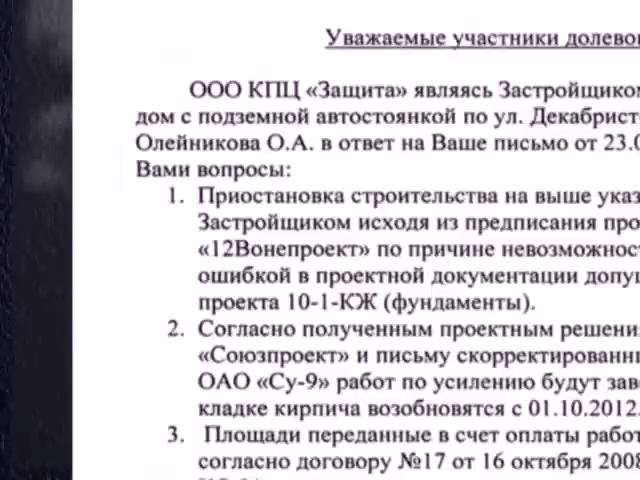 Уважаемые участники долево
ООО КПЦ «Защита» являясь Застройщиком
дом с подземной автостоянкой по ул. Декабрист
Олейникова О.А. в ответ на Ваше письмо от 23.0
Вами вопросы:
1. Приостановка строительства на выше указ
Застройщиком исходя из предписания про
«12Вонепроект» по причине невозможнос
ошибкой в проектной документации допу
проекта 10-1-КЖ (фундаменты).
2. Согласно полученным проектным решени
«Союзпроект» и письму скорректированн
ОАО «Су-9» работ по усилению будут зав
кладке кирпича возобновятся с 01.10.2012.
3. Площади переданные в счет оплаты работ
согласно договору №17 от 16 октября 2008